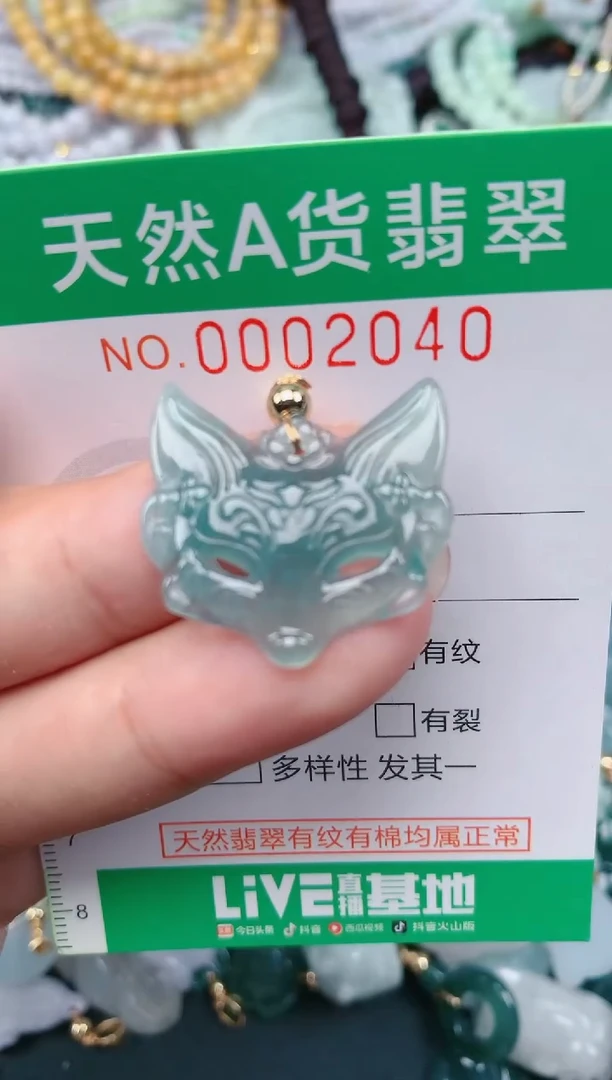 天然A货翡翠
NO.0002040
有纹
有裂
多样性 发其一
天然翡翠有纹有棉均属正常
7
8
LiVE直播基地
今日头条 抖音 西瓜视频 抖音火山版